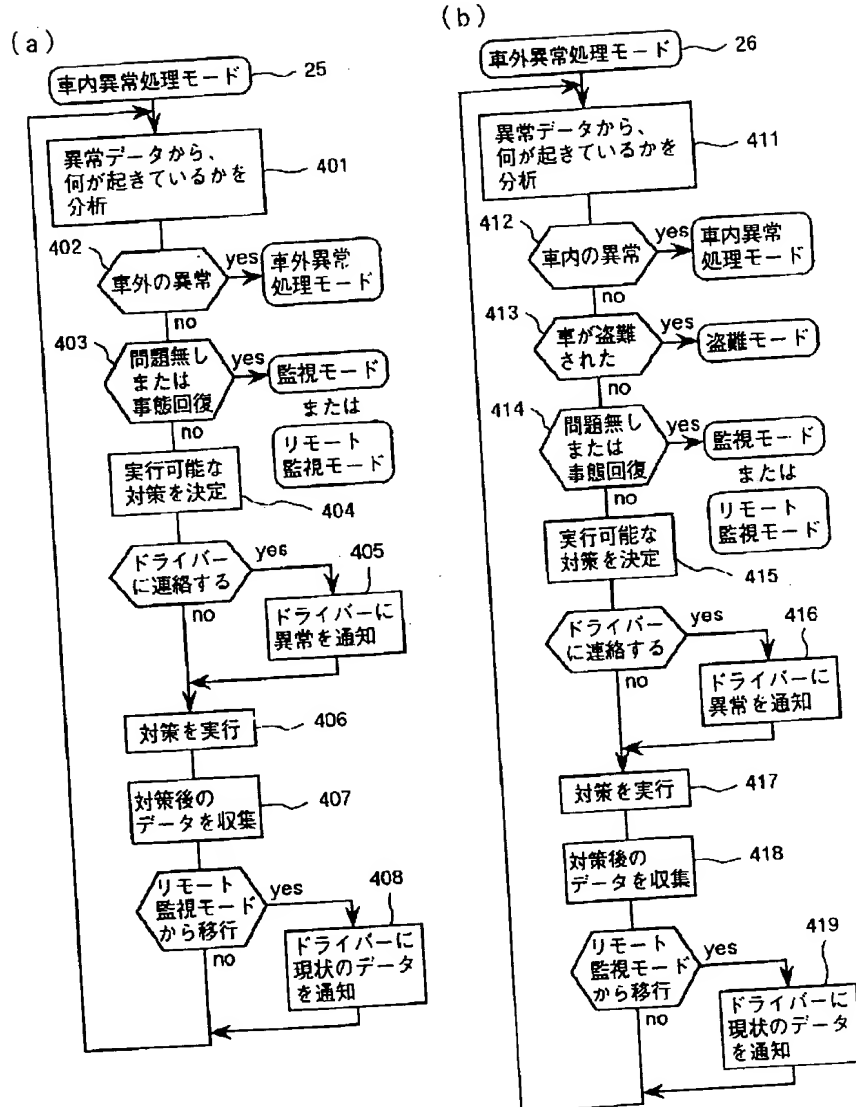 (a)
車内異常処理モード
25
異常データから、
何が起きているかを
分析
401
402
車外の異常
yes
車外異常
処理モード
no
403
問題無し
または
事態回復
yes
監視モード
または
リモート
監視モード
no
実行可能な
対策を決定
404
ドライバー
に連絡する
yes
405
no
ドライバーに
異常を通知
対策を実行
406
対策後の
データを収集
407
リモート
監視モード
から移行
yes
408
no
ドライバーに
現状のデータ
を通知
(b)
車外異常処理モード
26
異常データから、
何が起きているかを
分析
411
412
車内の異常
yes
車内異常
処理モード
no
413
車が盗難
された
yes
盗難モード
no
414
問題無し
または
事態回復
yes
監視モード
または
リモート
監視モード
no
実行可能な
対策を決定
415
ドライバー
に連絡する
yes
416
no
ドライバーに
異常を通知
対策を実行
417
対策後の
データを収集
418
リモート
監視モード
から移行
yes
419
no
ドライバーに
現状のデータ
を通知